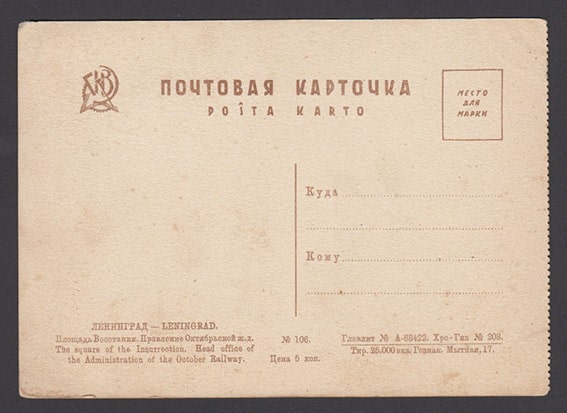 ПОЧТОВАЯ КАРТОЧКА
POŜTA KARTO
МЕСТО
ДЛЯ
МАРКИ
Куда
Кому
ЛЕНИНГРАД — LENINGRAD.
Площадь Восстания. Правление Октябрьской ж.д.
The square of the Insurrection. Head office of
the Administration of the October Railway.
№ 106.
Цена 5 коп.
Главлит № А-68422. Хро-Гиз № 208.
Тир. 25.000 экз. Гознак. Мытная, 17.